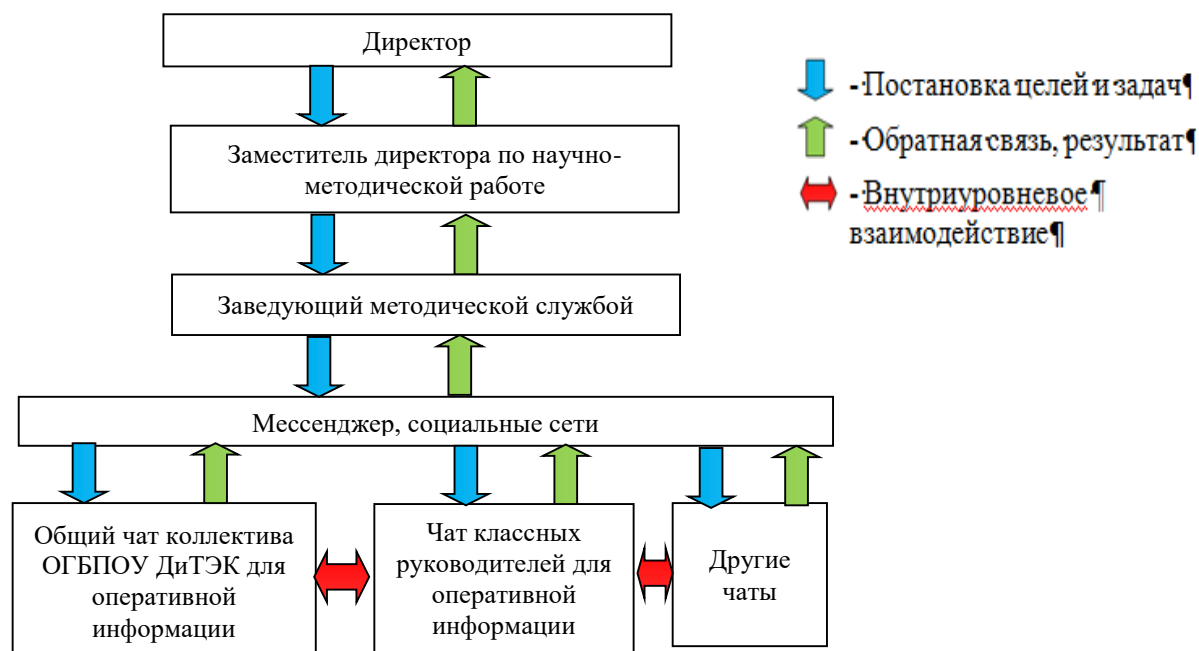 Директор
- Постановка целей и задач¶
- Обратная связь, результат¶
- Внутриуровневое ¶
взаимодействие¶
Заместитель директора по научно-
методической работе
Заведующий методической службой
Мессенджер, социальные сети
Общий чат коллектива
ОГБПОУ ДиТЭК для
оперативной
информации
Чат классных
руководителей для
оперативной
информации
Другие
чаты